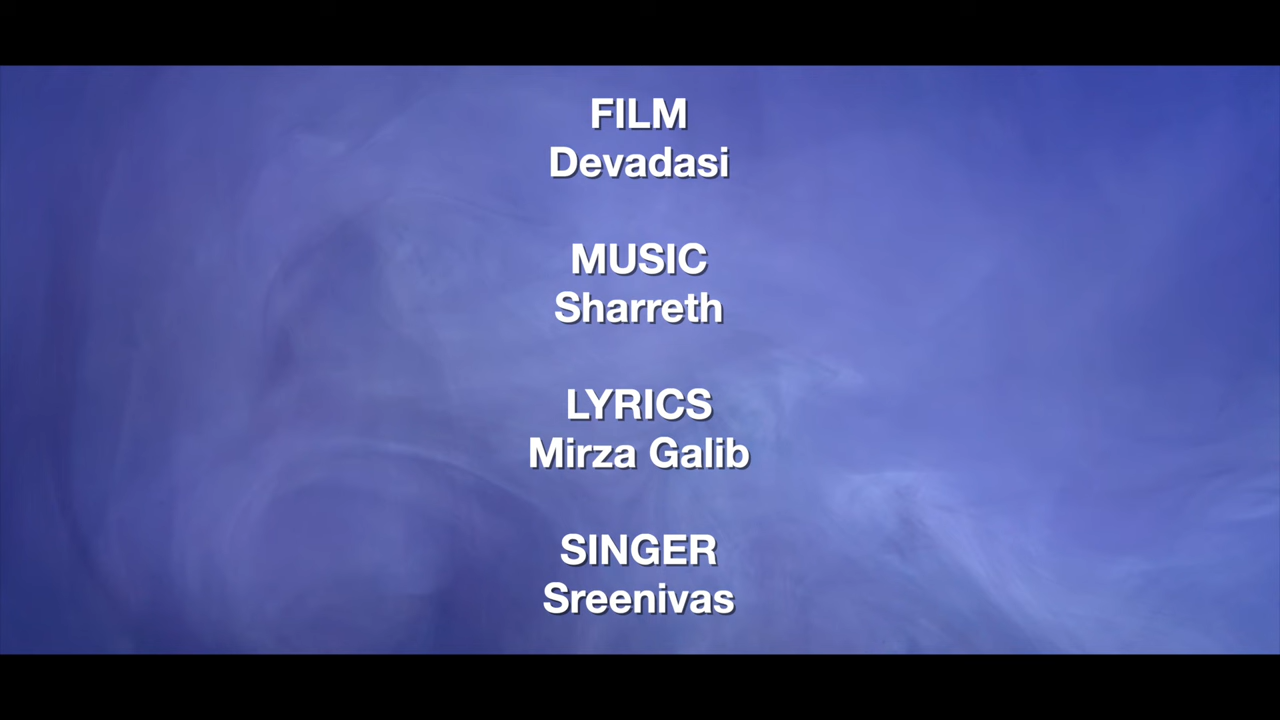 FILM
Devadasi
MUSIC
Sharreth
LYRICS
Mirza Galib
SINGER
Sreenivas